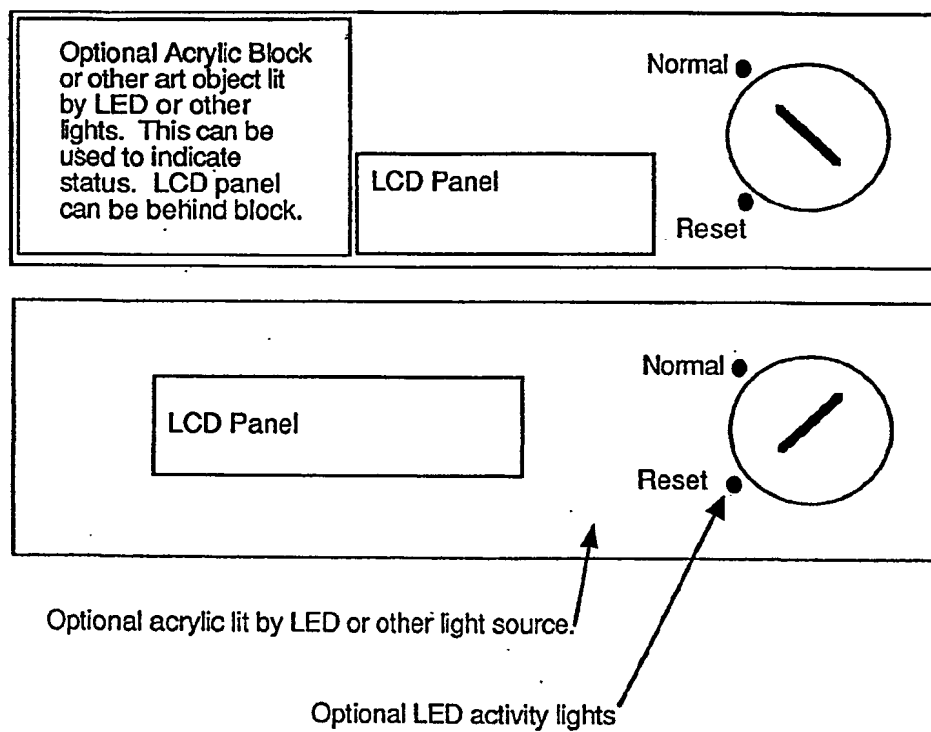 Optional Acrylic Block
or other art object lit
by LED or other
lights. This can be
used to indicate
status. LCD panel
can be behind block.
LCD Panel
Normal
Reset
LCD Panel
Normal
Reset
Optional acrylic lit by LED or other light source.
Optional LED activity lights